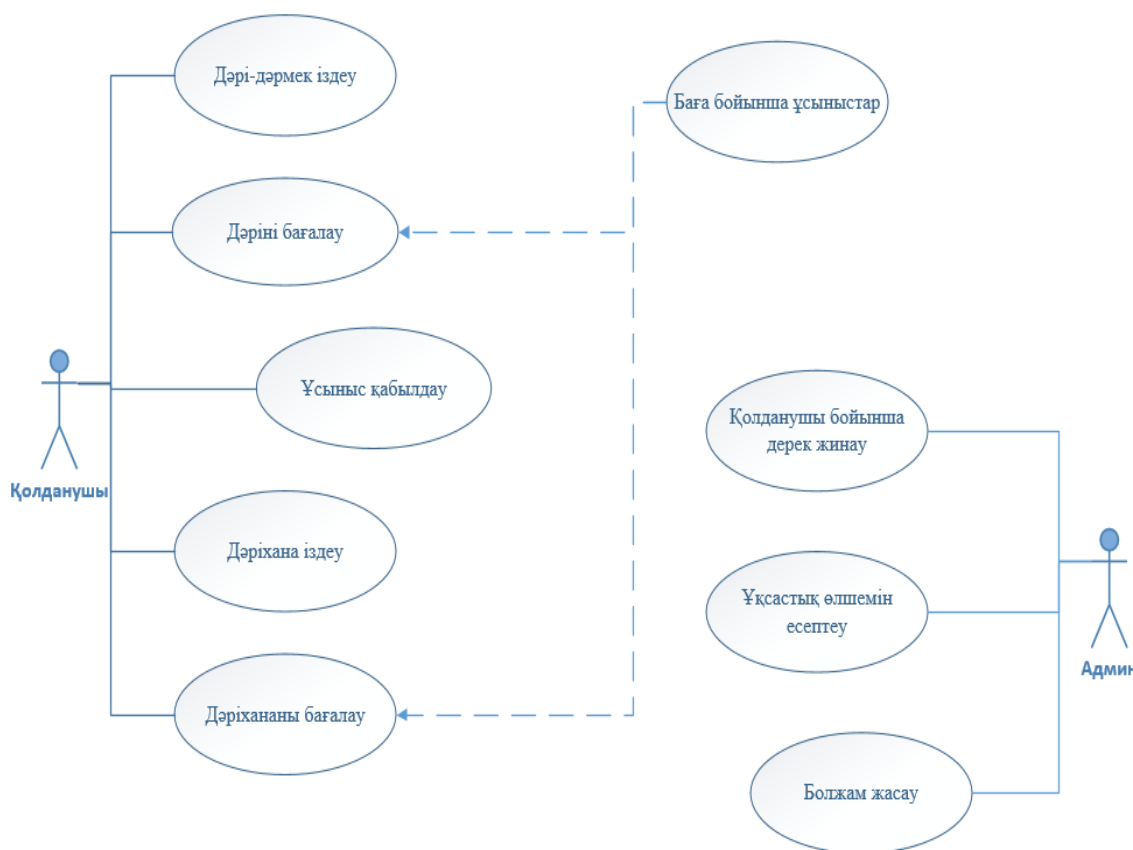 Дәрі-дәрмек іздеу
Баға бойынша ұсыныстар
Дәріні бағалау
Ұсыныс қабылдау
Қолданушы бойынша
дерек жинау
Қолданушы
Дәріхана іздеу
Ұқсастық өлшемін
есептеу
Админ
Дәріхананы бағалау
Болжам жасау